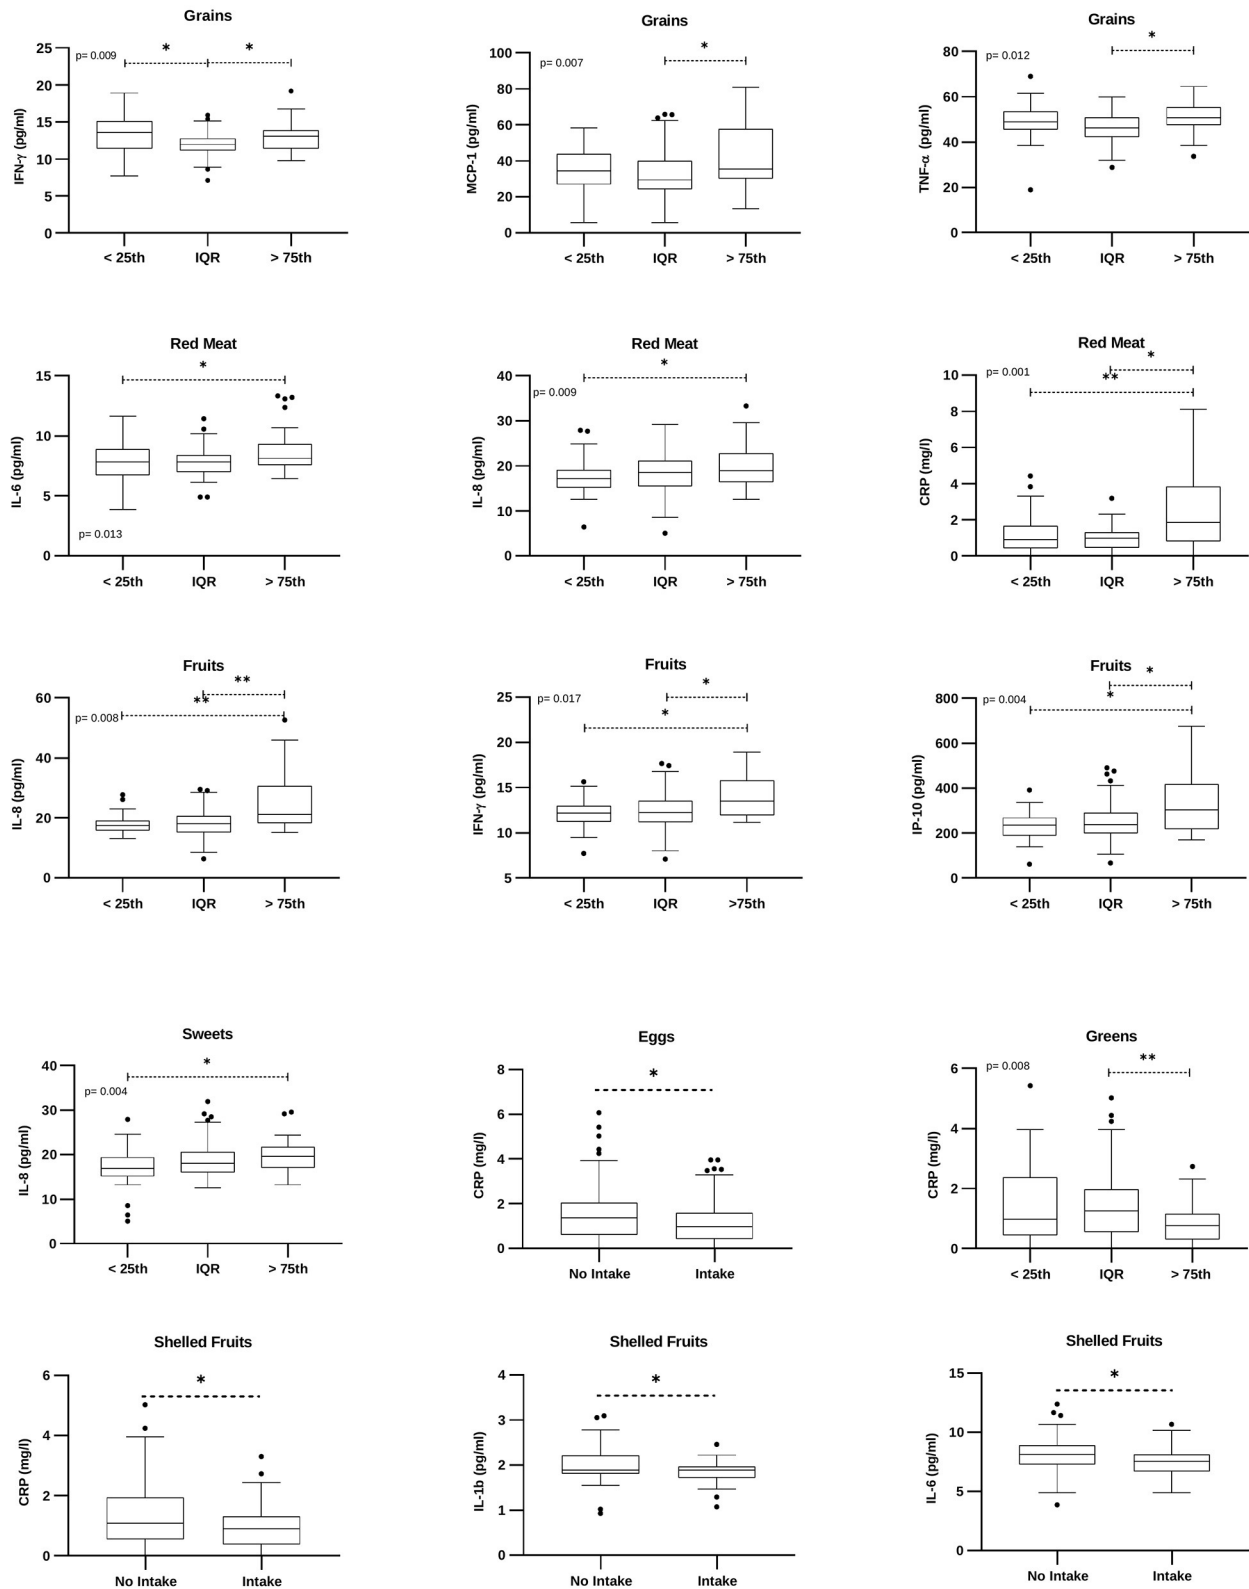 Grains
IFN-γ (pg/ml)
25
20
15
10
5
0
p= 0.009
*
*
< 25th IQR > 75th
Grains
MCP-1 (pg/ml)
100
80
60
40
20
0
p= 0.007
*
< 25th IQR > 75th
Grains
TNF-α (pg/ml)
80
60
40
20
0
p= 0.012
*
< 25th IQR > 75th
Red Meat
IL-6 (pg/ml)
15
10
5
0
*
p= 0.013
< 25th IQR > 75th
Red Meat
IL-8 (pg/ml)
40
30
20
10
0
p= 0.009
*
< 25th IQR > 75th
Red Meat
CRP (mg/l)
10
8
6
4
2
0
p= 0.001
*
**
< 25th IQR > 75th
Fruits
IL-8 (pg/ml)
60
40
20
0
p= 0.008
**
**
< 25th IQR > 75th
Fruits
IFN-γ (pg/ml)
25
20
15
10
5
p= 0.017
*
*
< 25th IQR >75th
Fruits
IP-10 (pg/ml)
800
600
400
200
0
p= 0.004
*
*
< 25th IQR > 75th
Sweets
IL-8 (pg/ml)
40
30
20
10
0
p= 0.004
*
< 25th IQR > 75th
Eggs
CRP (mg/l)
8
6
4
2
0
*
No Intake Intake
Greens
CRP (mg/l)
6
4
2
0
p= 0.008
**
< 25th IQR > 75th
Shelled Fruits
CRP (mg/l)
6
4
2
0
*
No Intake Intake
Shelled Fruits
IL-1b (pg/ml)
4
3
2
1
0
*
No Intake Intake
Shelled Fruits
IL-6 (pg/ml)
15
10
5
0
*
No Intake Intake